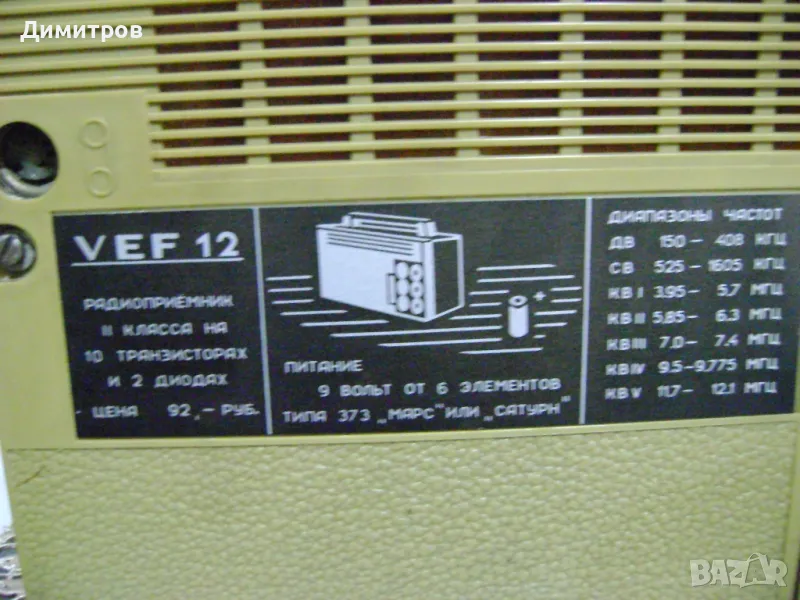 Димитров
VEF 12
РАДИОПРИЁМНИК
II КЛАССА НА
10 ТРАНЗИСТОРАХ
И 2 ДИОДАХ
ЦЕНА 92,– РУБ.
+
ПИТАНИЕ
9 ВОЛЬТ ОТ 6 ЭЛЕМЕНТОВ
ТИПА 373 „МАРС" ИЛИ „САТУРН"
ДИАПАЗОНЫ ЧАСТОТ
ДВ 150 – 408 КГЦ
СВ 525 – 1605 КГЦ
КВ I 3,95 – 5,7 МГЦ
КВ II 5,85 – 6.3 МГЦ
КВ III 7,0 – 7.4 МГЦ
КВ IV 9.5 – 9.775 МГЦ
КВ V 11,7 – 12.1 МГЦ
BAZAR